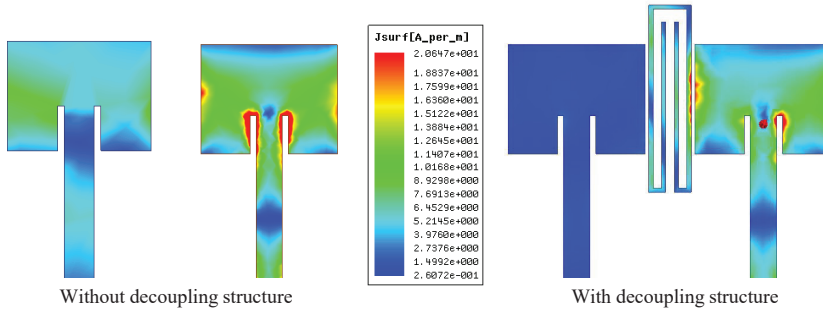 Jsurf[A_per_m]
2.0647e+001
1.8837e+001
1.7599e+001
1.6360e+001
1.5122e+001
1.3884e+001
1.2645e+001
1.1407e+001
1.0168e+001
8.9298e+000
7.6913e+000
6.4529e+000
5.2145e+000
3.9760e+000
2.7376e+000
1.4992e+000
2.6072e-001
Without decoupling structure
With decoupling structure